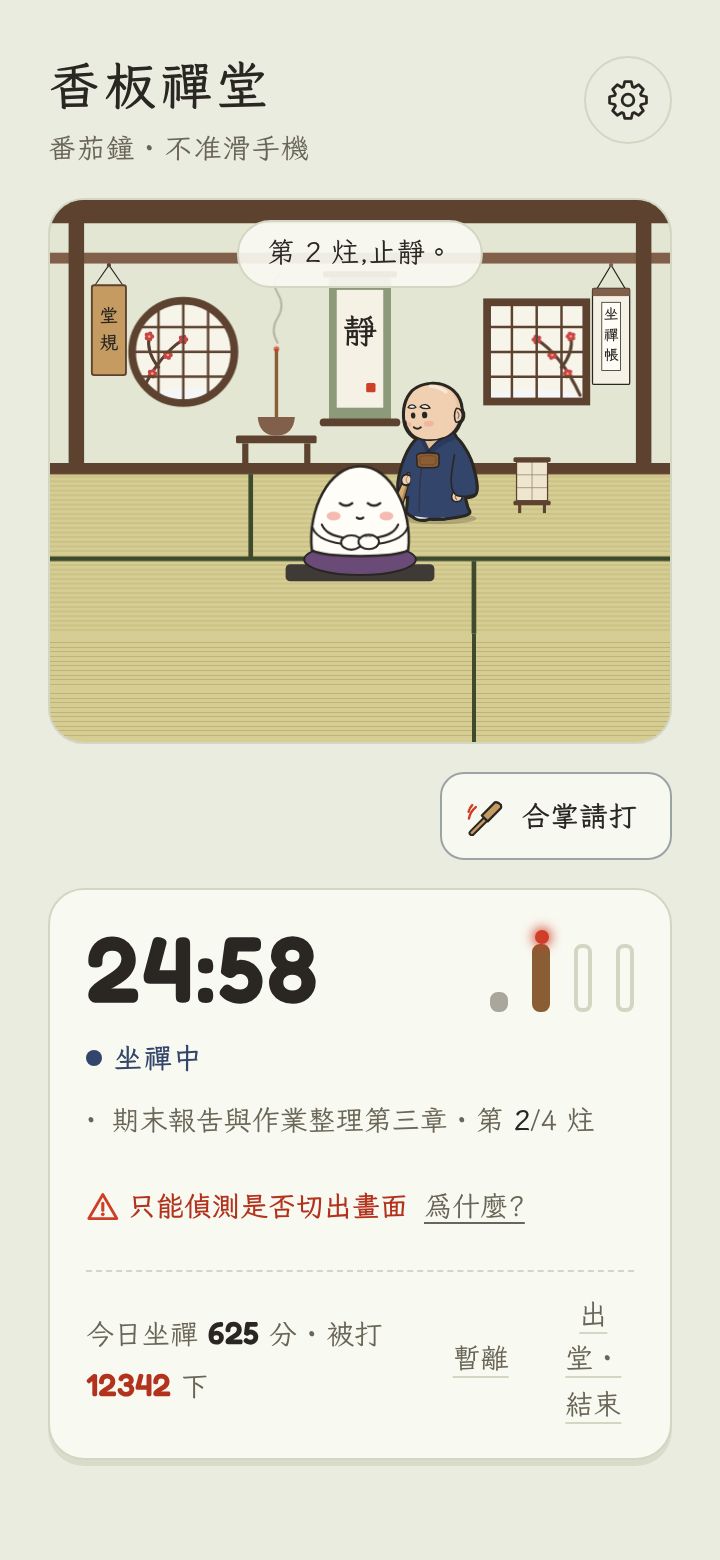 香板禪堂
番茄鐘・不准滑手機
第 2 炷,止靜。
堂規
靜
坐禪帳
合掌請打
24:58
坐禪中
・ 期末報告與作業整理第三章・第 2/4 炷
只能偵測是否切出畫面 為什麼?
今日坐禪 625 分・被打
12342 下
暫離
出
堂・
結束